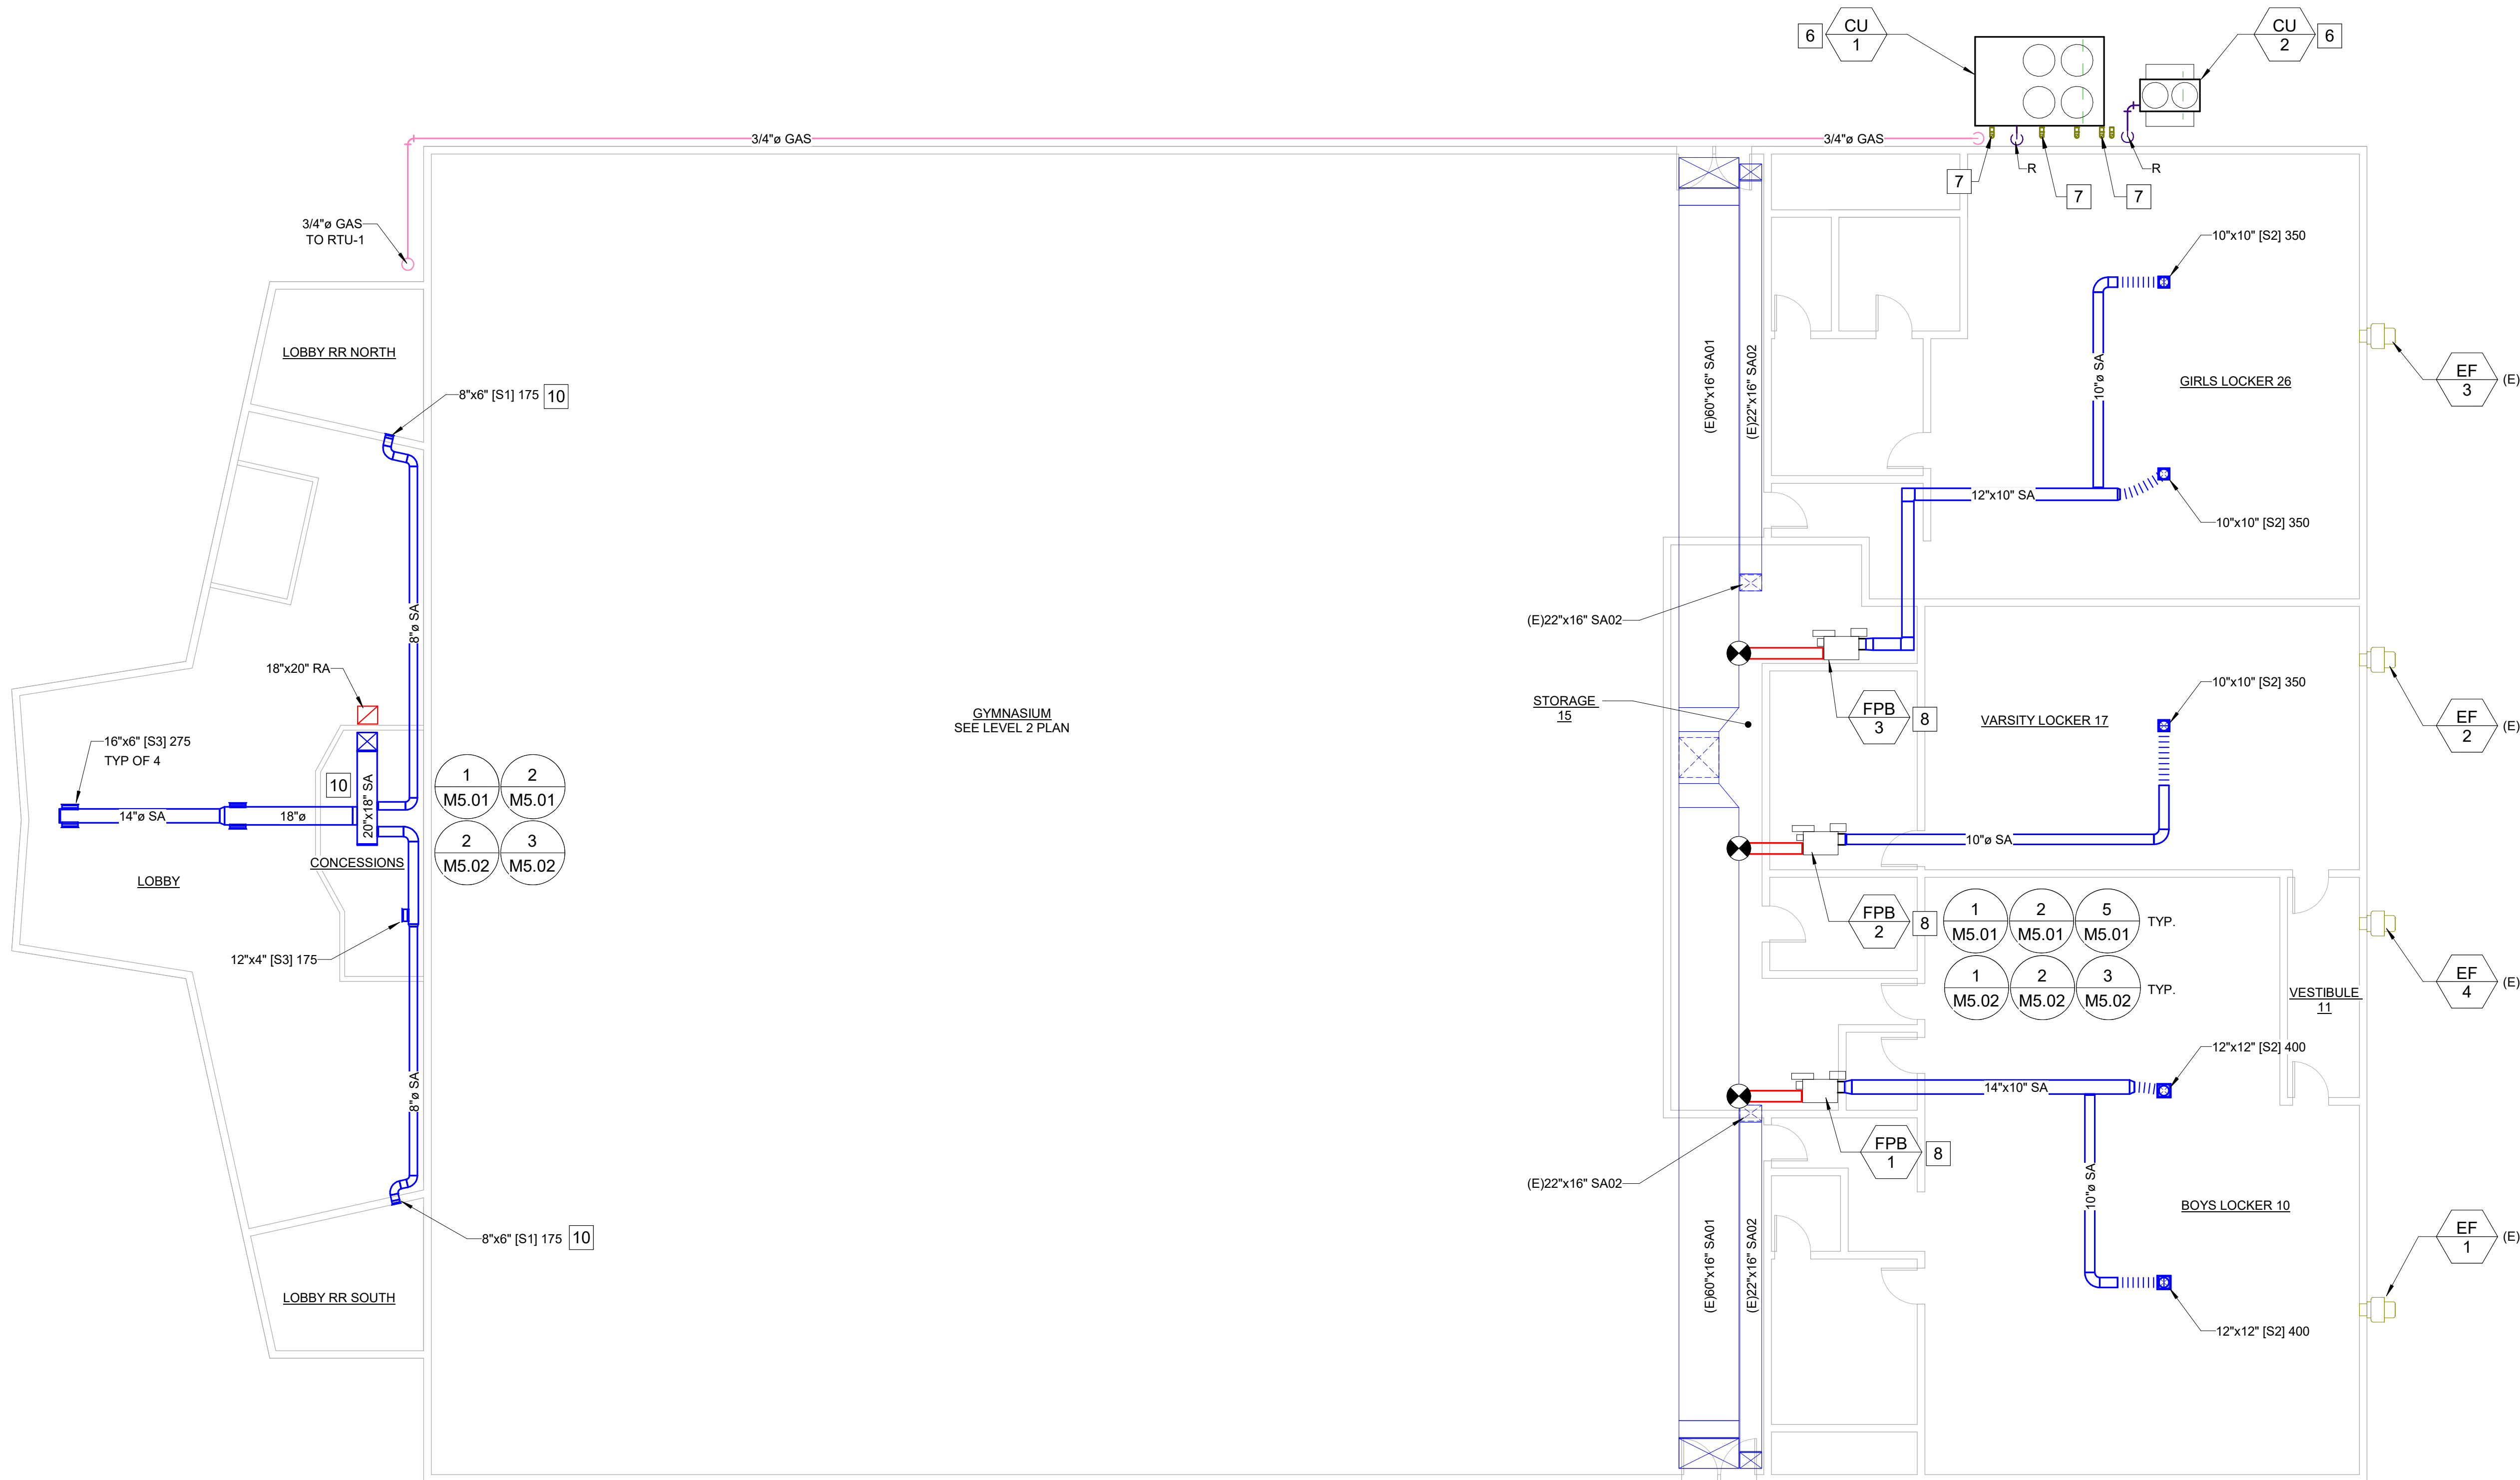 6
CU
1
CU
2
6
3/4"ø GAS
3/4"ø GAS
R
R
7
7
7
3/4"ø GAS
TO RTU-1
10"x10" [S2] 350
LOBBY RR NORTH
(E)60"x16" SA01
(E)22"x16" SA02
10"ø SA
GIRLS LOCKER 26
EF
3
(E)
8"x6" [S1] 175
10
12"x10" SA
10"x10" [S2] 350
8"ø SA
(E)22"x16" SA02
18"x20" RA
STORAGE
15
FPB
3
8
VARSITY LOCKER 17
10"x10" [S2] 350
EF
2
(E)
GYMNASIUM
SEE LEVEL 2 PLAN
16"x6" [S3] 275
TYP OF 4
10
20"x18" SA
14"ø SA
18"ø
1
M5.01
2
M5.01
2
M5.02
3
M5.02
10"ø SA
CONCESSIONS
LOBBY
FPB
2
8
1
M5.01
2
M5.01
5
M5.01
TYP.
1
M5.02
2
M5.02
3
M5.02
TYP.
12"x4" [S3] 175
EF
4
(E)
VESTIBULE
11
12"x12" [S2] 400
14"x10" SA
8"ø SA
FPB
1
8
(E)22"x16" SA02
10"ø SA
BOYS LOCKER 10
8"x6" [S1] 175
10
(E)60"x16" SA01
(E)22"x16" SA02
EF
1
(E)
LOBBY RR SOUTH
12"x12" [S2] 400